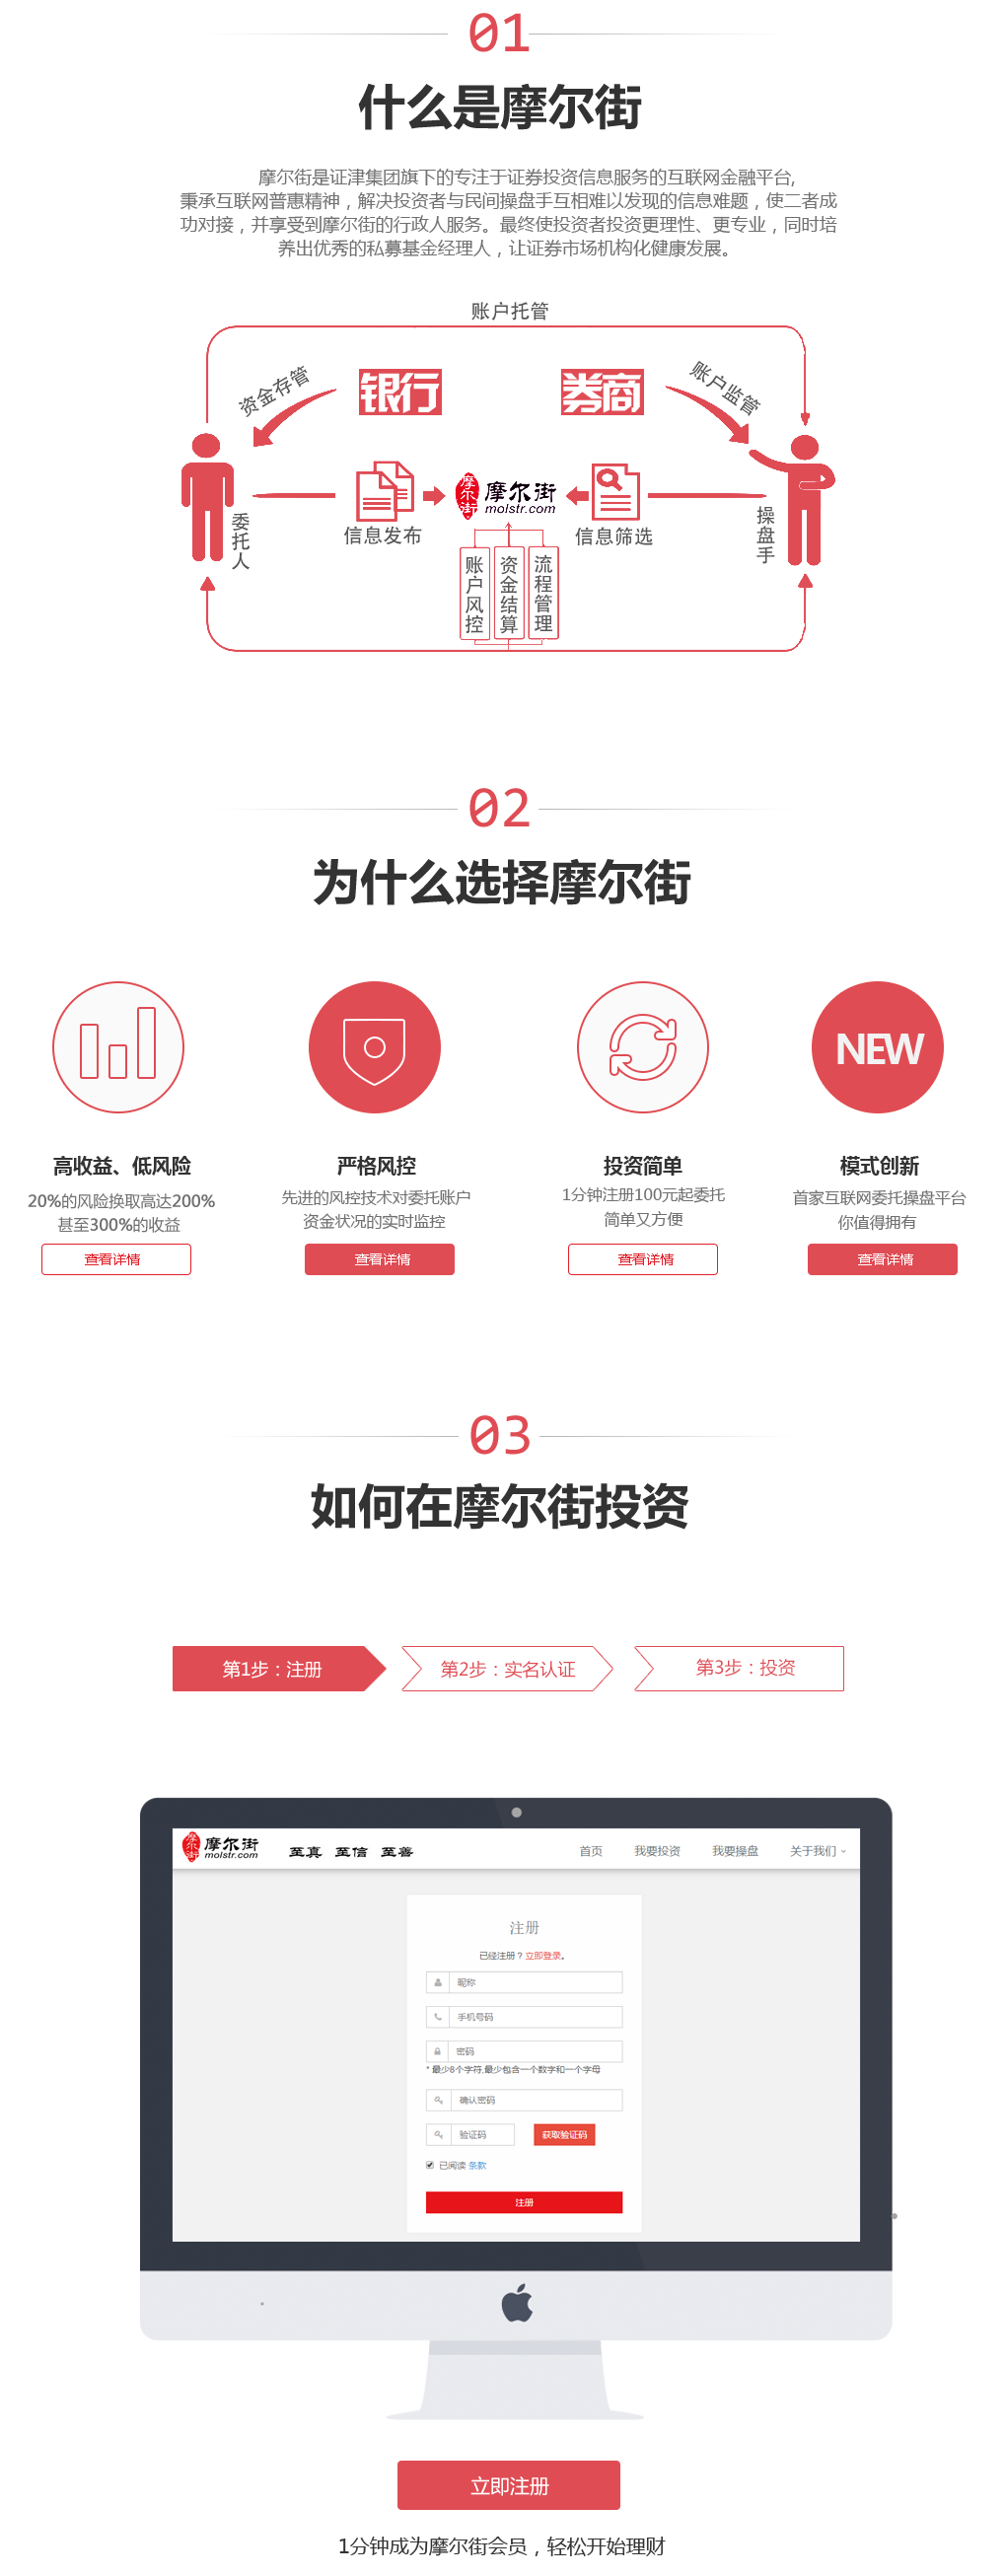 01
什么是摩尔街
摩尔街是证津集团旗下的专注于证券投资信息服务的互联网金融平台,
秉承互联网普惠精神，解决投资者与民间操盘手互相难以发现的信息难题，使二者成
功对接，并享受到摩尔街的行政人服务。最终使投资者投资更理性、更专业，同时培
养出优秀的私募基金经理人，让证券市场机构化健康发展。
账户托管
资金存管
银行
券商
账户监管
委托人
信息发布
摩尔街
摩尔街
molstr.com
信息筛选
操盘手
账户风控
资金结算
流程管理
02
为什么选择摩尔街
NEW
高收益、低风险
严格风控
投资简单
模式创新
20%的风险换取高达200%
甚至300%的收益
先进的风控技术对委托账户
资金状况的实时监控
1分钟注册100元起委托
简单又方便
首家互联网委托操盘平台
你值得拥有
查看详情
查看详情
查看详情
查看详情
03
如何在摩尔街投资
第1步：注册
第2步：实名认证
第3步：投资
摩尔街
摩尔街
molstr.com
至真 至信 至善
首页
我要投资
我要操盘
关于我们
注册
已经注册？立即登录。
昵称
手机号码
密码
* 最少8个字符,最少包含一个数字和一个字母
确认密码
验证码
获取验证码
已阅读 条款
注册
立即注册
1分钟成为摩尔街会员，轻松开始理财